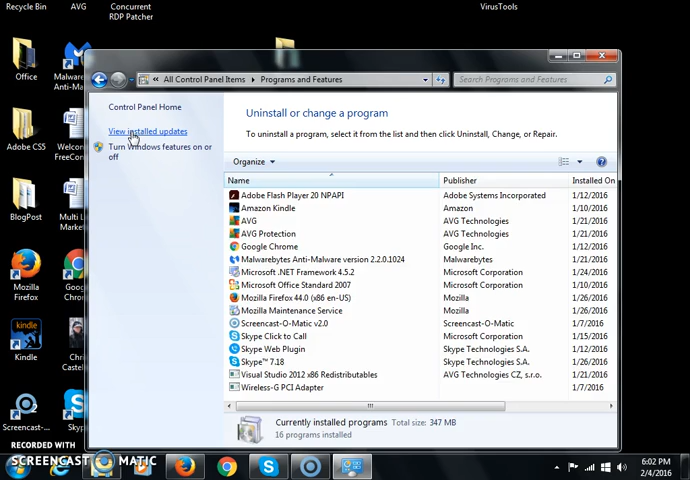 Recycle Bin
AVG
Concurrent
RDP Patcher
VirusTools
Office
Malware
Anti-Ma
Adobe CS5
Welcom
FreeCon
BlogPost
Multi L
Market
Mozilla
Firefox
Goog
Chro
Kindle
Chri
Castel
Screencast-...
Sky
All Control Panel Items
Programs and Features
Search Programs and Features
Control Panel Home
View installed updates
Turn Windows features on or
off
Uninstall or change a program
To uninstall a program, select it from the list and then click Uninstall, Change, or Repair.
Organize
Name Publisher Installed On
Adobe Flash Player 20 NPAPI Adobe Systems Incorporated 1/12/2016
Amazon Kindle Amazon 1/10/2016
AVG AVG Technologies 1/21/2016
AVG Protection AVG Technologies 1/21/2016
Google Chrome Google Inc. 1/12/2016
Malwarebytes Anti-Malware version 2.2.0.1024 Malwarebytes 1/21/2016
Microsoft .NET Framework 4.5.2 Microsoft Corporation 1/24/2016
Microsoft Office Standard 2007 Microsoft Corporation 1/10/2016
Mozilla Firefox 44.0 (x86 en-US) Mozilla 1/26/2016
Mozilla Maintenance Service Mozilla 1/26/2016
Screencast-O-Matic v2.0 Screencast-O-Matic 1/7/2016
Skype Click to Call Microsoft Corporation 1/15/2016
Skype Web Plugin Skype Technologies S.A. 1/12/2016
Skype™ 7.18 Skype Technologies S.A. 1/26/2016
Visual Studio 2012 x86 Redistributables AVG Technologies CZ, s.r.o. 1/21/2016
Wireless-G PCI Adapter 1/7/2016
Currently installed programs Total size: 347 MB
16 programs installed
RECORDED WITH
SCREENCAST MATIC
6:02 PM
2/4/2016